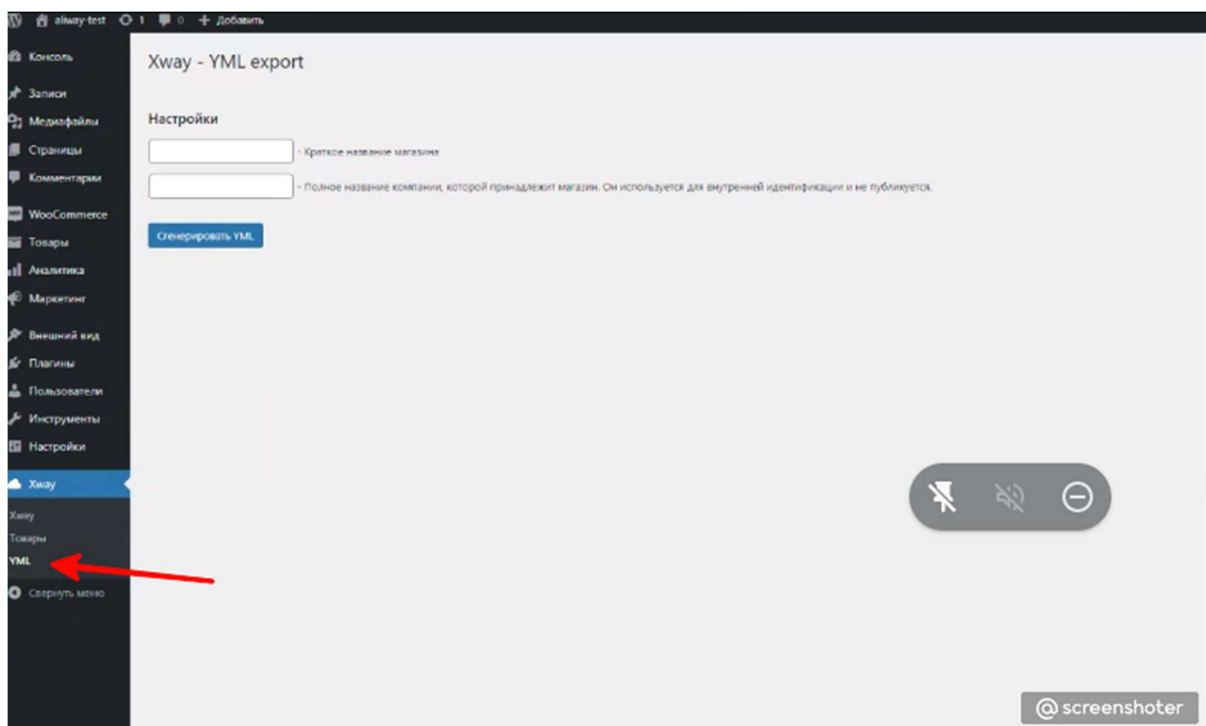 aliway-test 1 0 + Добавить
Консоль
Записи
Медиафайлы
Страницы
Комментарии
WooCommerce
Товары
Аналитика
Маркетинг
Внешний вид
Плагины
Пользователи
Инструменты
Настройки
Xway
Xway
Товары
YML
Свернуть меню
Xway - YML export
Настройки
- Краткое название магазина
- Полное название компании, которой принадлежит магазин. Он используется для внутренней идентификации и не публикуется.
Сгенерировать YML
@screenshoter